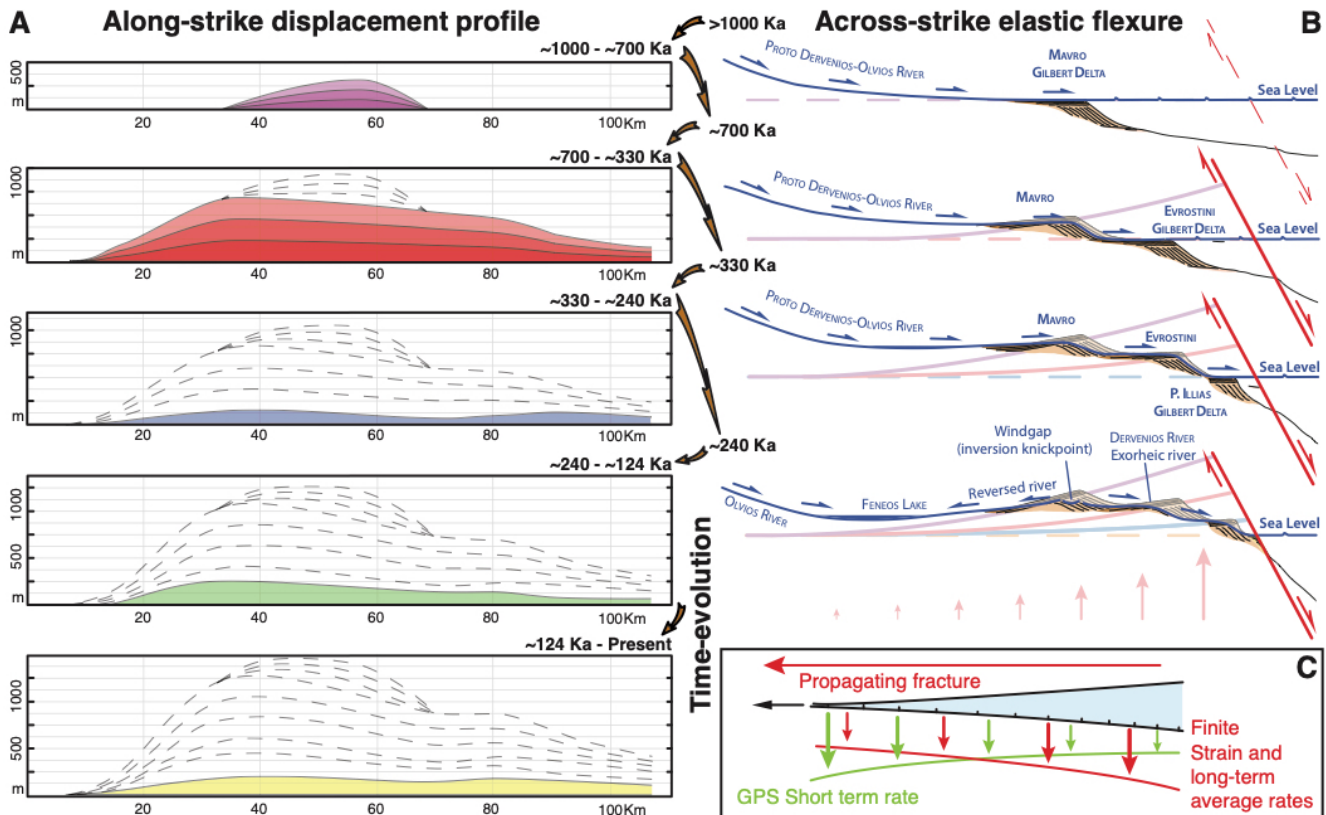 A
Along-strike displacement profile
~1000 - ~700 Ka
500
m
20
40
60
80
100Km
~700 - ~330 Ka
1000
m
20
40
60
80
100Km
~330 - ~240 Ka
1000
m
20
40
60
80
100Km
~240 - ~124 Ka
1000
500
m
20
40
60
80
100Km
~124 Ka - Present
1000
500
m
20
40
60
80
100Km
>1000 Ka
~700 Ka
~330 Ka
~240 Ka
Time-evolution
Across-strike elastic flexure
B
PROTO DERVENIOS-OLVIOS RIVER
MAVRO
GILBERT DELTA
Sea Level
PROTO DERVENIOS-OLVIOS RIVER
MAVRO
EVROSTINI
GILBERT DELTA
Sea Level
PROTO DERVENIOS-OLVIOS RIVER
MAVRO
EVROSTINI
Sea Level
P. ILLIAS
GILBERT DELTA
Windgap
(inversion knickpoint)
DERVENIOS RIVER
Exorheic river
OLVIOS RIVER
FENEOS LAKE
Reversed river
Sea Level
C
Propagating fracture
Finite
Strain and
long-term
average rates
GPS Short term rate